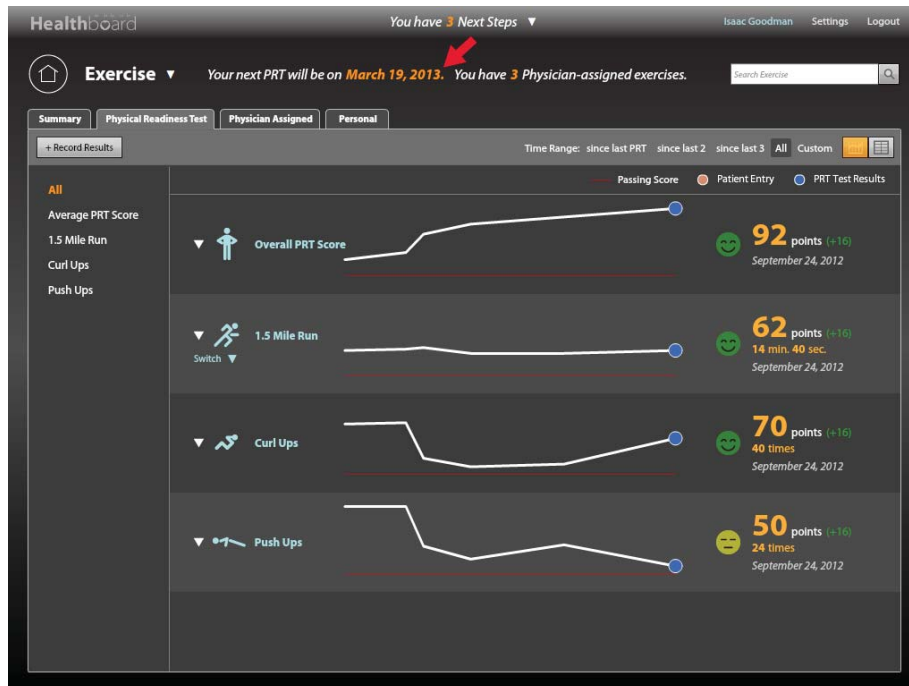 Healthboard
You have 3 Next Steps ▼
Isaac Goodman Settings Logout
Exercise ▼
Your next PRT will be on March 19, 2013. You have 3 Physician-assigned exercises.
Search Exercise
Summary Physical Readiness Test Physician Assigned Personal
+ Record Results
Time Range: since last PRT since last 2 since last 3 All Custom
Passing Score Patient Entry PRT Test Results
All
Average PRT Score
1.5 Mile Run
Curl Ups
Push Ups
Overall PRT Score
92 points (+16)
September 24, 2012
1.5 Mile Run
Switch ▼
62 points (+16)
14 min. 40 sec.
September 24, 2012
Curl Ups
70 points (+16)
40 times
September 24, 2012
Push Ups
50 points (+16)
24 times
September 24, 2012